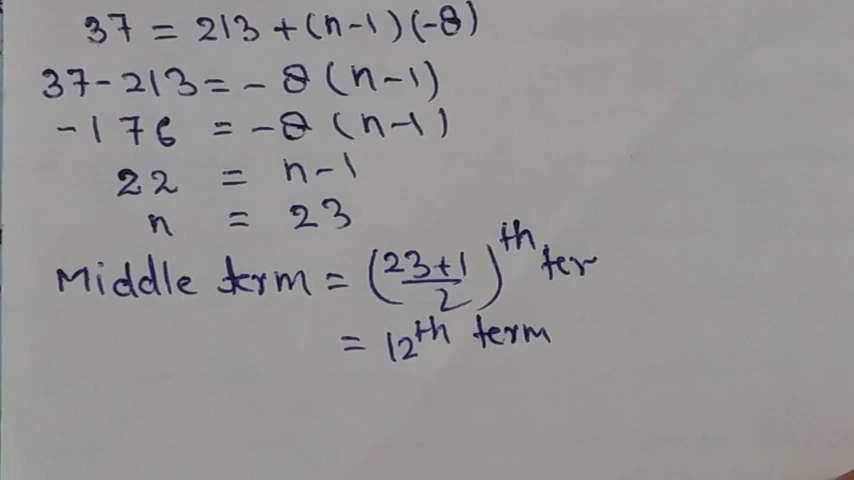 37 = 213 + (n-1)(-8)
37-213 = - 8 (n-1)
-176 = -8 (n-1)
22 = n-1
n = 23
Middle term = (23+1/2)th ter
= 12th term